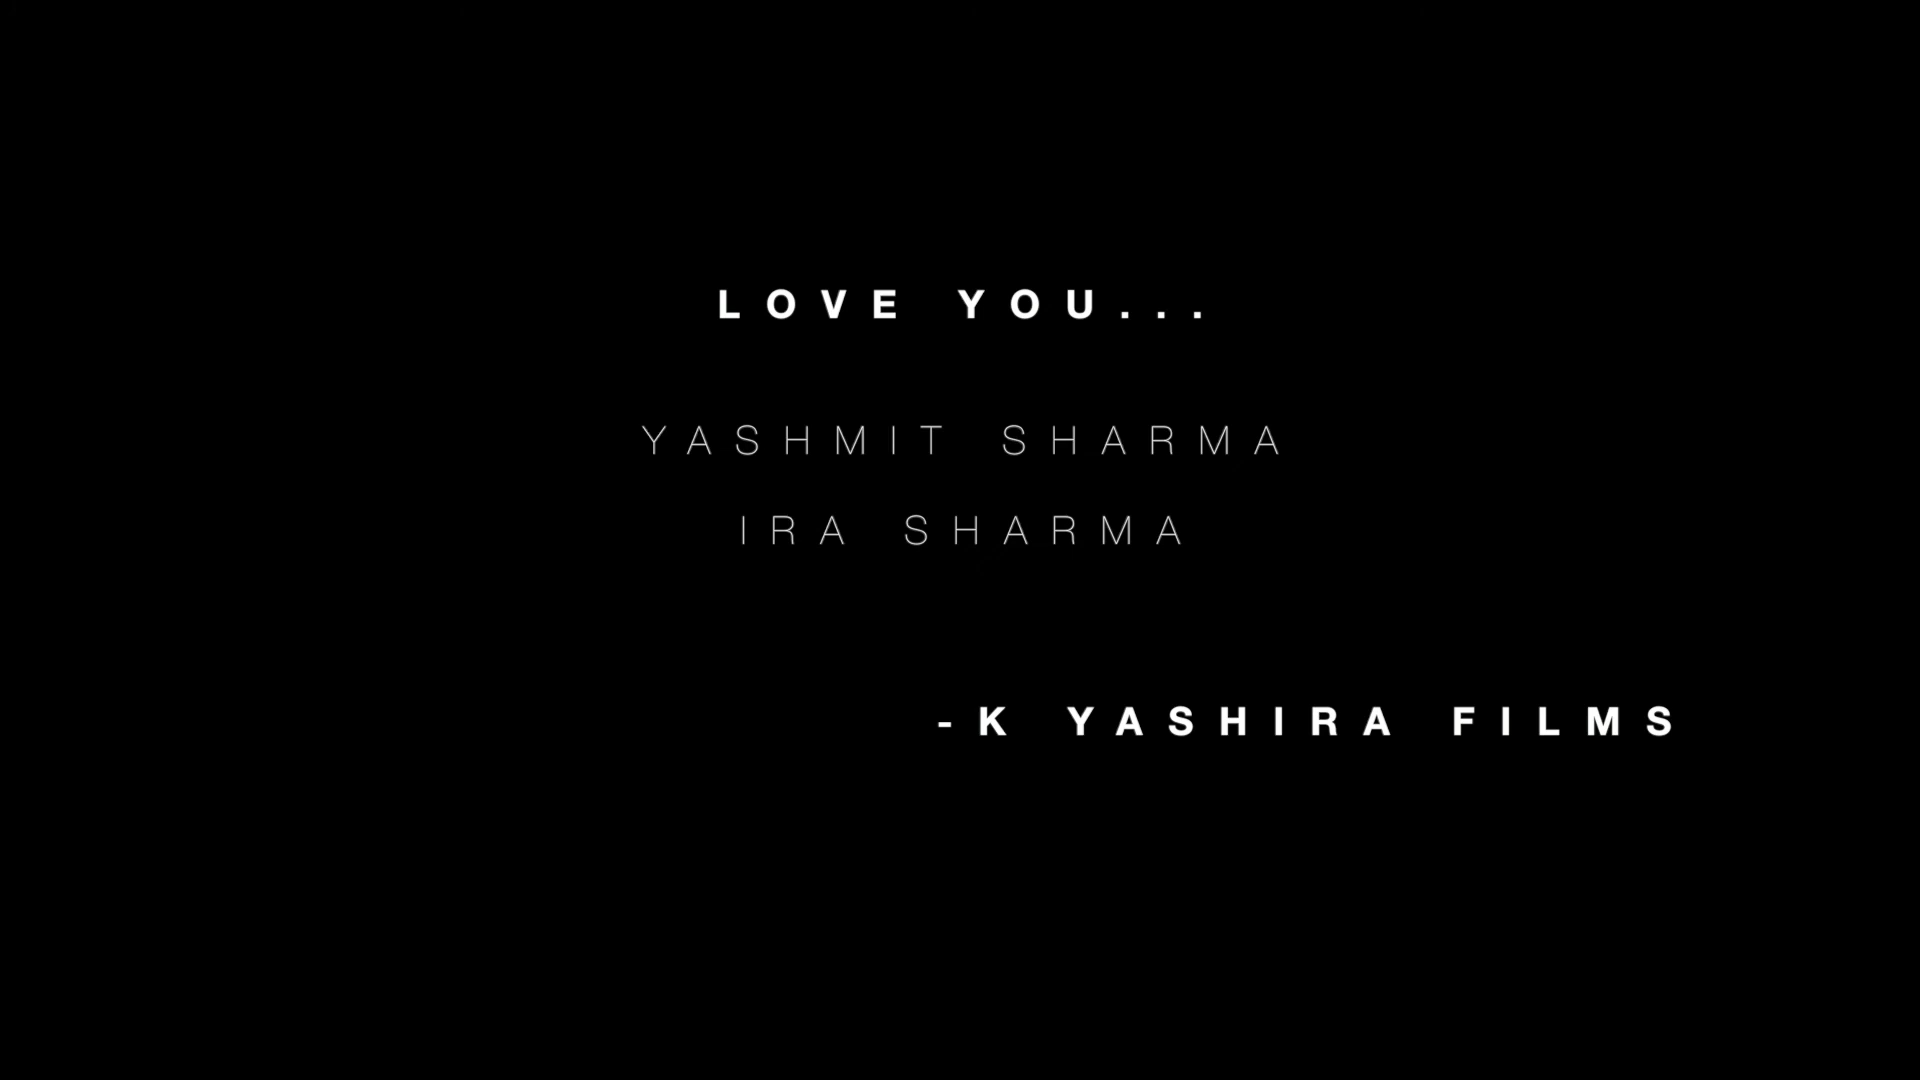 LOVE YOU...
YASHMIT SHARMA
IRA SHARMA
-K YASHIRA FILMS